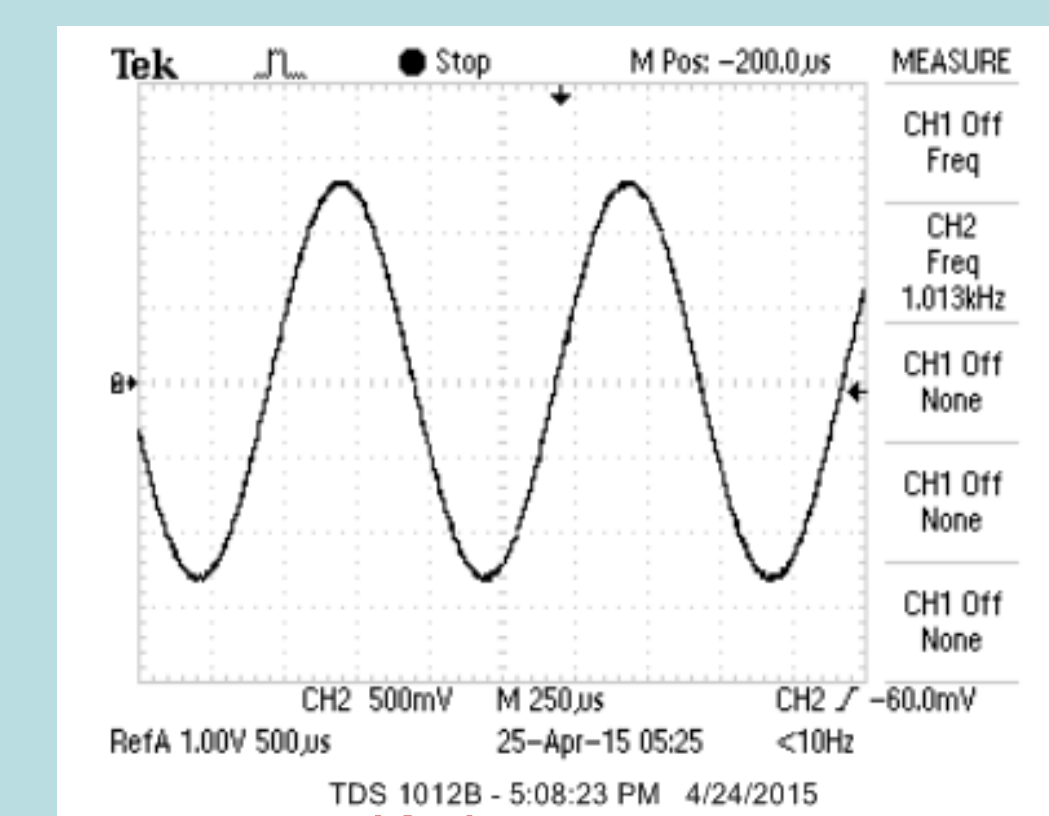 Tek Stop M Pos: -200.0µs MEASURE
CH1 Off
Freq
CH2
Freq
1.013kHz
CH1 Off
None
CH1 Off
None
CH1 Off
None
CH2 500mV M 250µs CH2 -60.0mV
RefA 1.00V 500µs 25-Apr-15 05:25 <10Hz
TDS 1012B - 5:08:23 PM 4/24/2015